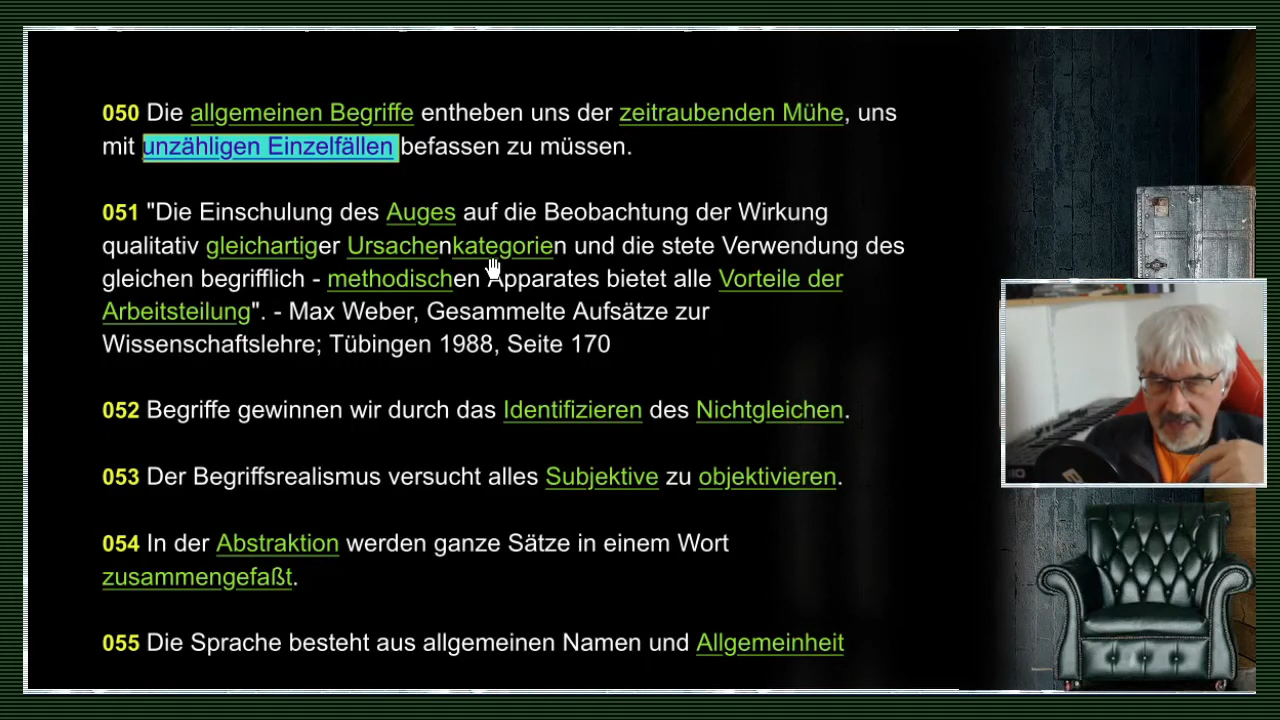 050 Die allgemeinen Begriffe entheben uns der zeitraubenden Mühe, uns
mit unzähligen Einzelfällen befassen zu müssen.
051 "Die Einschulung des Auges auf die Beobachtung der Wirkung
qualitativ gleichartiger Ursachenkategorien und die stete Verwendung des
gleichen begrifflich - methodischen Apparates bietet alle Vorteile der
Arbeitsteilung". - Max Weber, Gesammelte Aufsätze zur
Wissenschaftslehre; Tübingen 1988, Seite 170
052 Begriffe gewinnen wir durch das Identifizieren des Nichtgleichen.
053 Der Begriffsrealismus versucht alles Subjektive zu objektivieren.
054 In der Abstraktion werden ganze Sätze in einem Wort
zusammengefaßt.
055 Die Sprache besteht aus allgemeinen Namen und Allgemeinheit